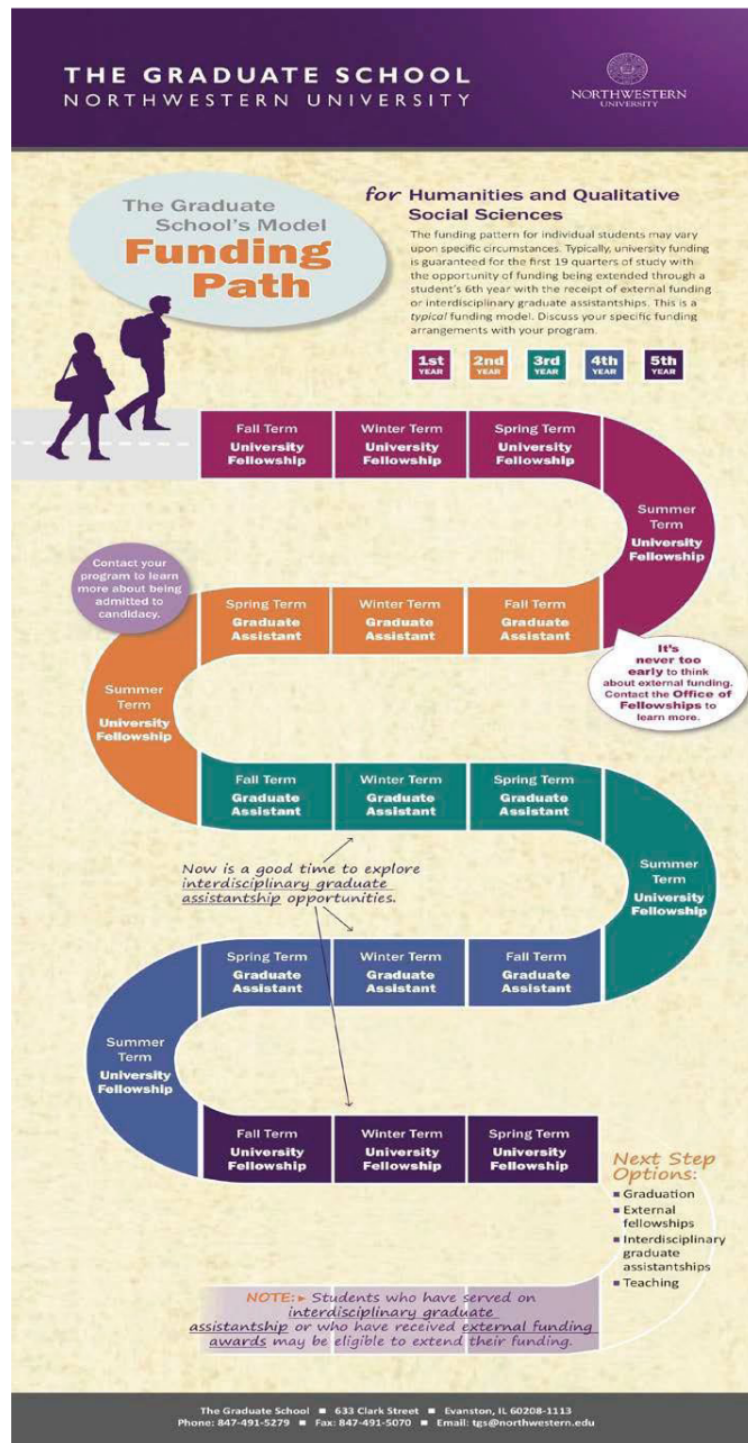 THE GRADUATE SCHOOL
NORTHWESTERN UNIVERSITY
NORTHWESTERN
UNIVERSITY
The Graduate
School's Model
Funding
Path
for Humanities and Qualitative
Social Sciences
The funding pattern for individual students may vary
upon specific circumstances. Typically, university funding
is guaranteed for the first 19 quarters of study with
the opportunity of funding being extended through a
student's 6th year with the receipt of external funding
or interdisciplinary graduate assistantships. This is a
typical funding model. Discuss your specific funding
arrangements with your program.
1st
YEAR
2nd
YEAR
3rd
YEAR
4th
YEAR
5th
YEAR
Fall Term
University
Fellowship
Winter Term
University
Fellowship
Spring Term
University
Fellowship
Summer
Term
University
Fellowship
It's
never too
early to think
about external funding.
Contact the Office of
Fellowships to
learn more.
Fall Term
Graduate
Assistant
Winter Term
Graduate
Assistant
Spring Term
Graduate
Assistant
Contact your
program to learn
more about being
admitted to
candidacy.
Summer
Term
University
Fellowship
Fall Term
Graduate
Assistant
Winter Term
Graduate
Assistant
Spring Term
Graduate
Assistant
Now is a good time to explore
interdisciplinary graduate
assistantship opportunities.
Summer
Term
University
Fellowship
Fall Term
Graduate
Assistant
Winter Term
Graduate
Assistant
Spring Term
Graduate
Assistant
Summer
Term
University
Fellowship
Fall Term
University
Fellowship
Winter Term
University
Fellowship
Spring Term
University
Fellowship
Next Step
Options:
■ Graduation
■ External
fellowships
■ Interdisciplinary
graduate
assistantships
■ Teaching
NOTE:► Students who have served on
interdisciplinary graduate
assistantship or who have received external funding
awards may be eligible to extend their funding.
The Graduate School ■ 633 Clark Street ■ Evanston, IL 60208-1113
Phone: 847-491-5279 ■ Fax: 847-491-5070 ■ Email: tgs@northwestern.edu